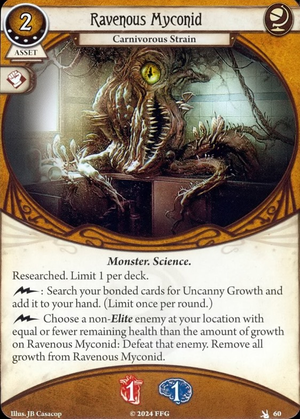 2
Ravenous Myconid
ASSET
Carnivorous Strain
Monster. Science.
Researched. Limit 1 per deck.
: Search your bonded cards for Uncanny Growth and
add it to your hand. (Limit once per round.)
Choose a non-Elite enemy at your location with
equal or fewer remaining health than the amount of growth
on Ravenous Myconid: Defeat that enemy. Remove all
growth from Ravenous Myconid.
1
1
Illus. JB Casacop
© 2024 FFG
60